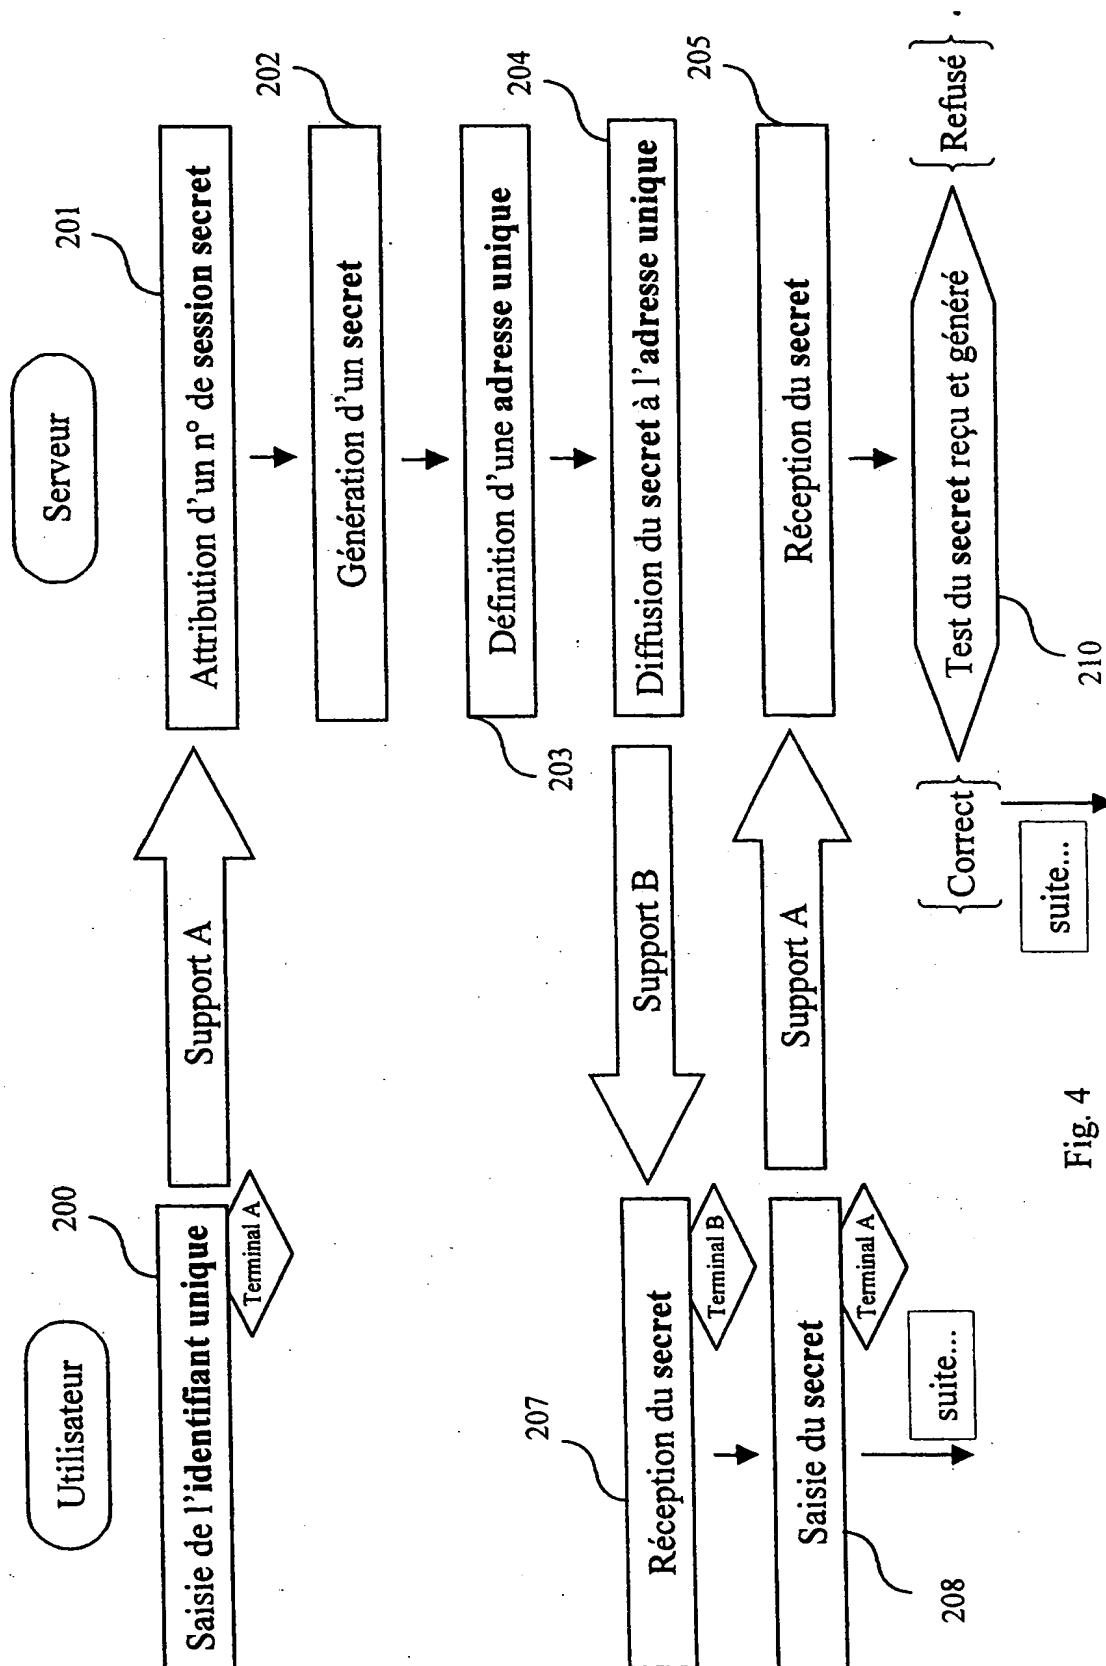 Utilisateur
Serveur
200
201
Saisie de l'identifiant unique
Terminal A
Support A
Attribution d'un n° de session secret
202
Génération d'un secret
Définition d'une adresse unique
203
204
207
Réception du secret
Terminal B
Support B
Diffusion du secret à l'adresse unique
205
Saisie du secret
Terminal A
Support A
Réception du secret
208
suite...
{Correct}
Test du secret reçu et généré
{Refusé}
suite...
210
Fig. 4